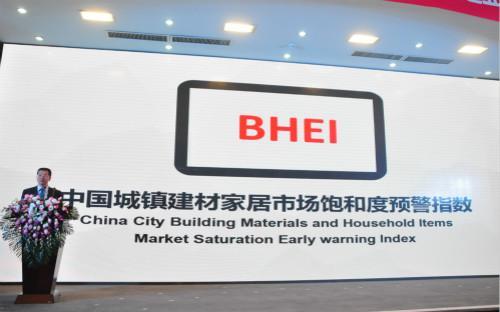 BHEI
中国城镇建材家居市场饱和度预警指数
China City Building Materials and Household Items
Market Saturation Early warning Index